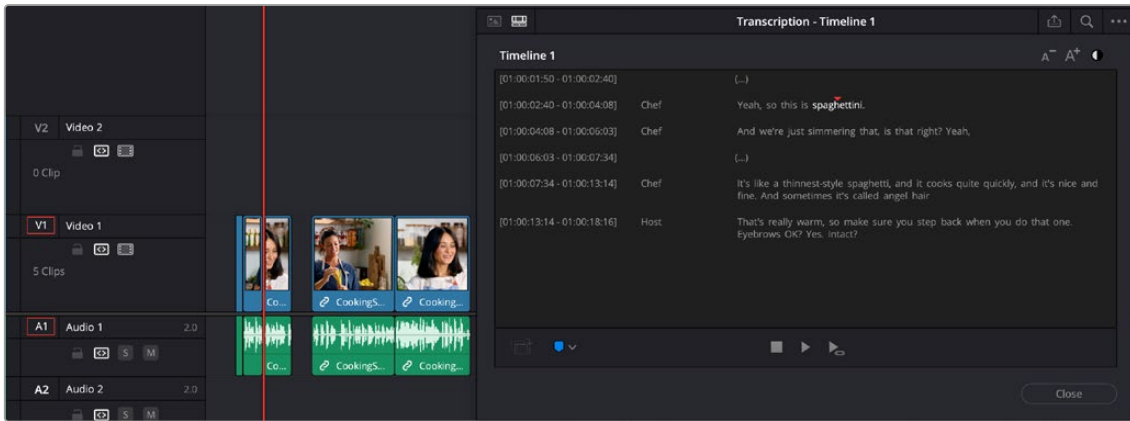 Transcription - Timeline 1
Timeline 1
A- A+
[01:00:01:50 - 01:00:02:40] (...)
[01:00:02:40 - 01:00:04:08] Chef Yeah, so this is spaghettini.
[01:00:04:08 - 01:00:06:03] Chef And we're just simmering that, is that right? Yeah,
[01:00:06:03 - 01:00:07:34] (...)
[01:00:07:34 - 01:00:13:14] Chef It's like a thinnest-style spaghetti, and it cooks quite quickly, and it's nice and
fine. And sometimes it's called angel hair
[01:00:13:14 - 01:00:18:16] Host That's really warm, so make sure you step back when you do that one.
Eyebrows OK? Yes. Intact?
Close
V2 Video 2
0 Clip
V1 Video 1
5 Clips
Co... CookingS... Cooking...
A1 Audio 1 2.0
S M
Co... CookingS... Cooking...
A2 Audio 2 2.0
S M